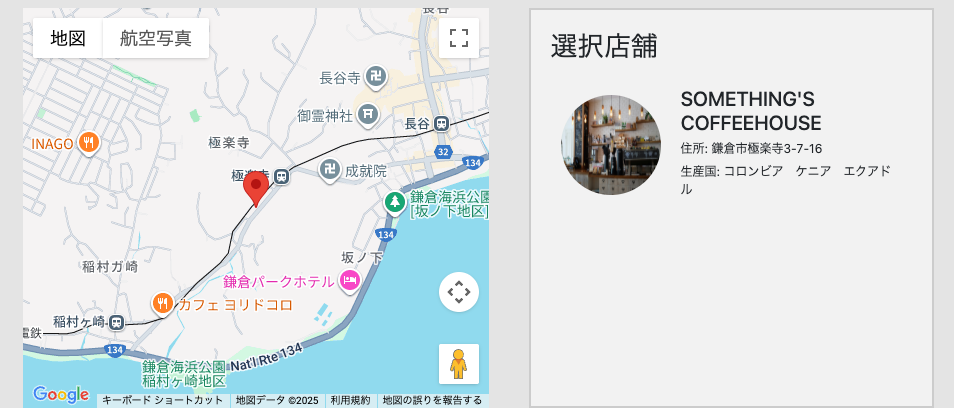 地図
航空写真
長谷
長谷寺
御霊神社
長谷
INAGO
極楽寺
32
134
成就院
鎌倉海浜公園
[坂ノ下地区]
134
坂ノ下
稲村ガ崎
鎌倉パークホテル
カフェ ヨリドコロ
稲村ヶ崎
電鉄
134
Nat'l Rte 134
鎌倉海浜公園
稲村ヶ崎地区
Google
キーボード ショートカット
地図データ ©2025
利用規約
地図の誤りを報告する
選択店舗
SOMETHING'S
COFFEEHOUSE
住所: 鎌倉市極楽寺3-7-16
生産国: コロンビア　ケニア　エクアド
ル